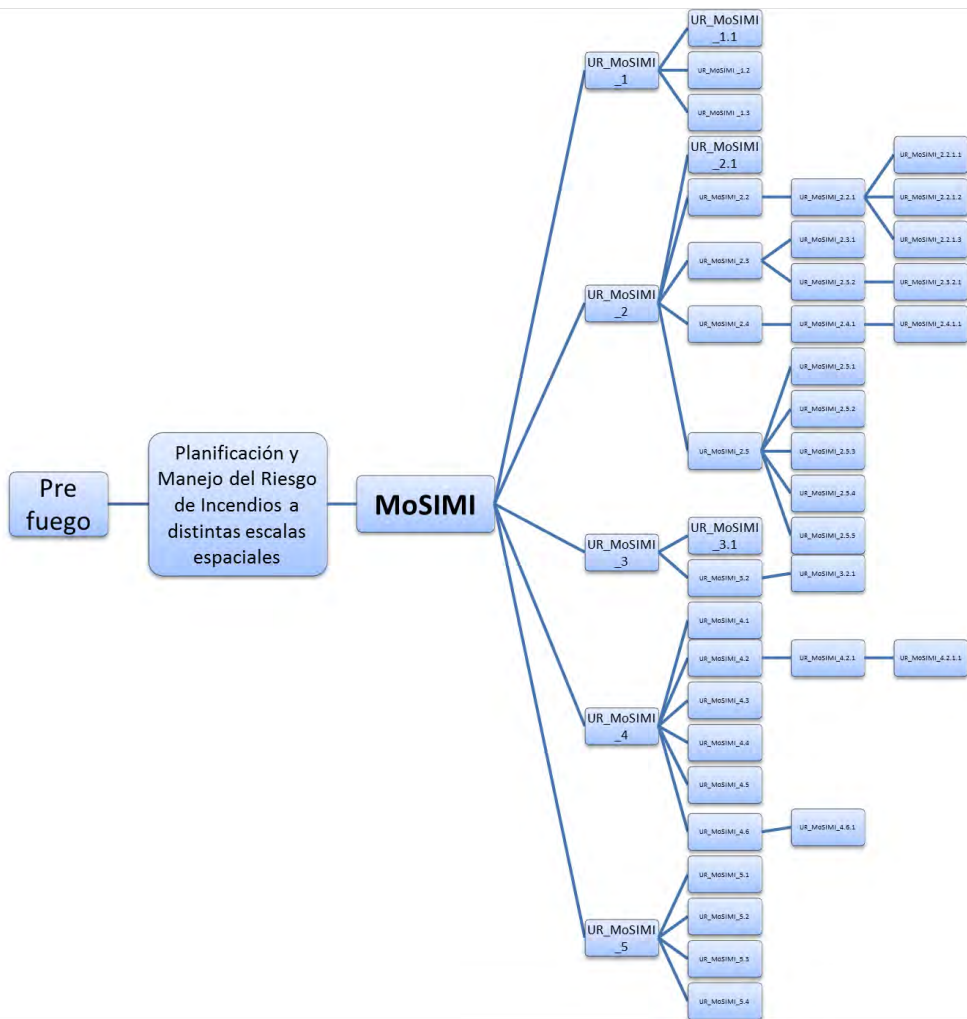 Pre
fuego
Planificación y
Manejo del Riesgo
de Incendios a
distintas escalas
espaciales
MoSIMI
UR_MoSIMI
_1
UR_MoSIMI
_1.1
UR_MoSIMI _1.2
UR_MoSIMI _1.3
UR_MoSIMI
_2
UR_MoSIMI
_2.1
UR_MoSIMI_2.2
UR_MoSIMI_2.2.1
UR_MoSIMI_2.2.1.1
UR_MoSIMI_2.2.1.2
UR_MoSIMI_2.2.1.3
UR_MoSIMI_2.3
UR_MoSIMI_2.3.1
UR_MoSIMI_2.3.2
UR_MoSIMI_2.3.2.1
UR_MoSIMI_2.4
UR_MoSIMI_2.4.1
UR_MoSIMI_2.4.1.1
UR_MoSIMI_2.5
UR_MoSIMI_2.5.1
UR_MoSIMI_2.5.2
UR_MoSIMI_2.5.3
UR_MoSIMI_2.5.4
UR_MoSIMI_2.5.5
UR_MoSIMI
_3
UR_MoSIMI
_3.1
UR_MoSIMI_3.2
UR_MoSIMI_3.2.1
UR_MoSIMI
_4
UR_MoSIMI_4.1
UR_MoSIMI_4.2
UR_MoSIMI_4.2.1
UR_MoSIMI_4.2.1.1
UR_MoSIMI_4.3
UR_MoSIMI_4.4
UR_MoSIMI_4.5
UR_MoSIMI_4.6
UR_MoSIMI_4.6.1
UR_MoSIMI
_5
UR_MoSIMI_5.1
UR_MoSIMI_5.2
UR_MoSIMI_5.3
UR_MoSIMI_5.4